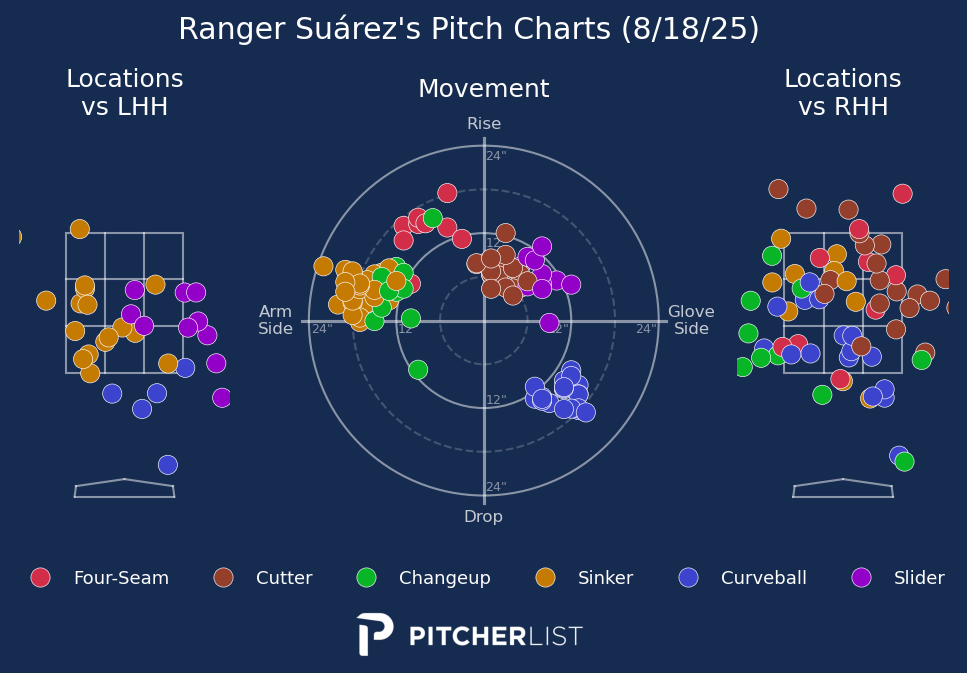 Ranger Suárez's Pitch Charts (8/18/25)
Locations
vs LHH
Movement
Locations
vs RHH
Rise
24"
12"
Arm
Side
24"
12"
12"
24"
Glove
Side
12"
24"
Drop
Four-Seam
Cutter
Changeup
Sinker
Curveball
Slider
PITCHERLIST